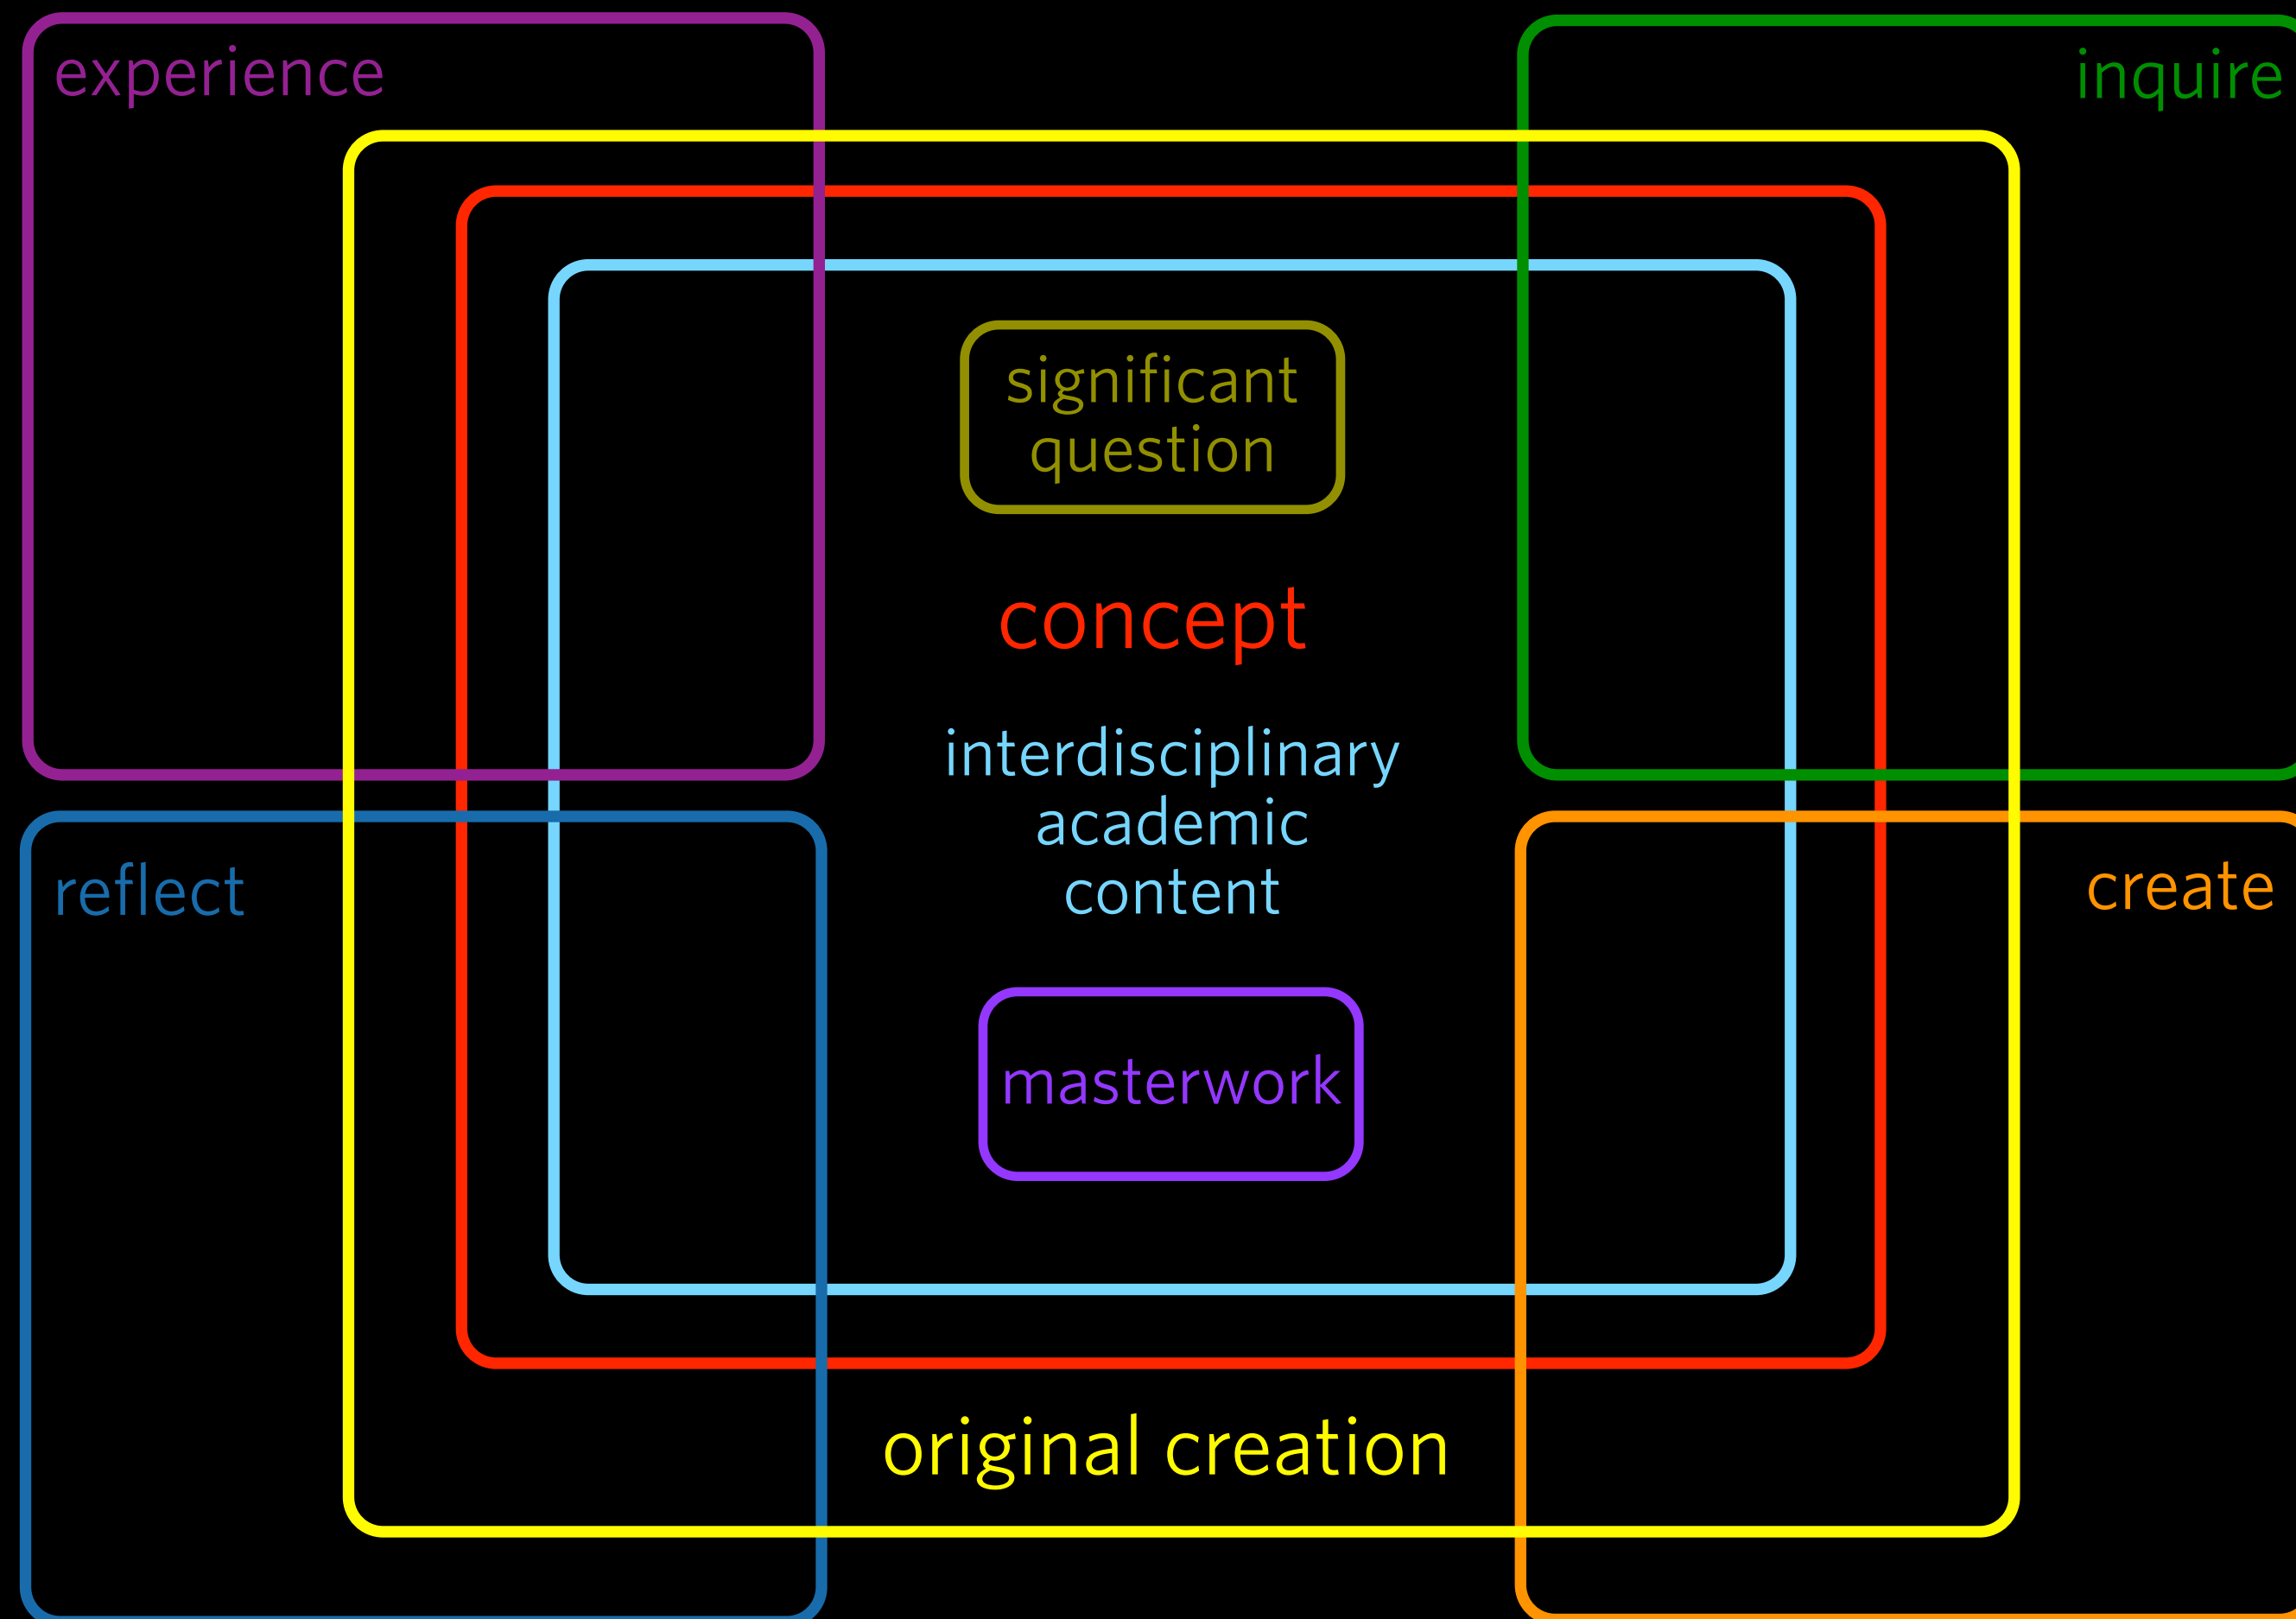 experience
inquire
significant
question
concept
interdisciplinary
academic
content
reflect
create
masterwork
original creation